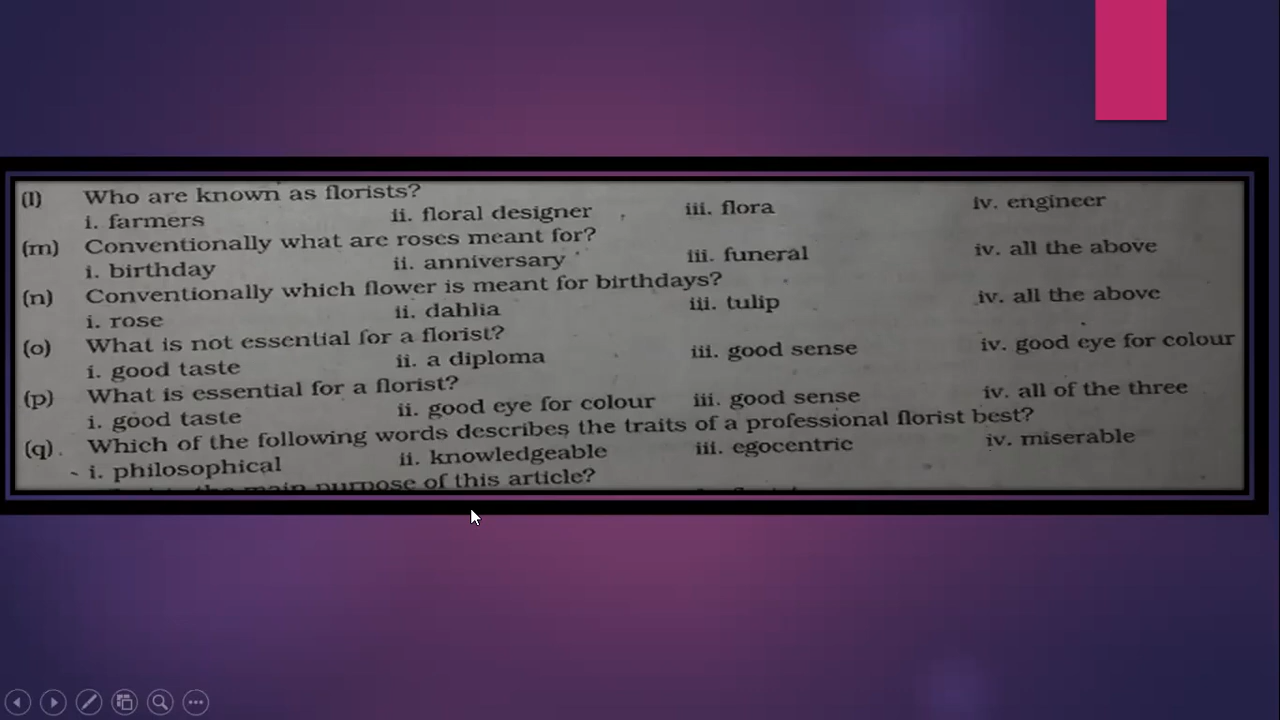 (l) Who are known as florists?
i. farmers ii. floral designer iii. flora iv. engineer
(m) Conventionally what are roses meant for?
i. birthday ii. anniversary iii. funeral iv. all the above
(n) Conventionally which flower is meant for birthdays?
i. rose ii. dahlia iii. tulip iv. all the above
(o) What is not essential for a florist?
i. good taste ii. a diploma iii. good sense iv. good eye for colour
(p) What is essential for a florist?
i. good taste ii. good eye for colour iii. good sense iv. all of the three
(q) Which of the following words describes the traits of a professional florist best?
i. philosophical ii. knowledgeable iii. egocentric iv. miserable
the main purpose of this article?